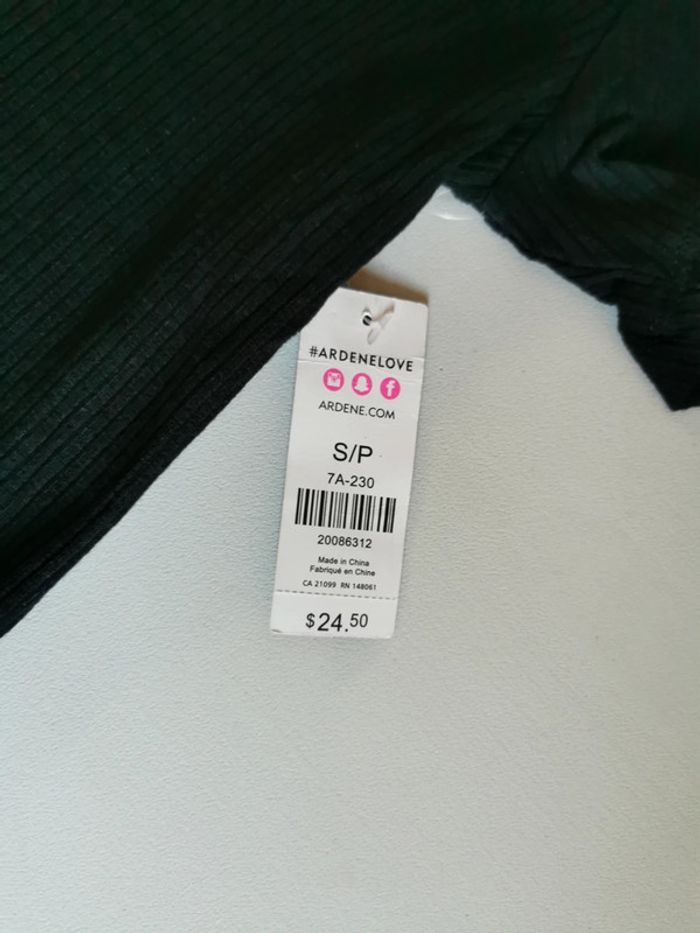 #ARDENELOVE
ARDENE.COM
S/P
7A-230
20086312
Made in China
Fabriqué en Chine
CA 21099 RN 148061
$24.50